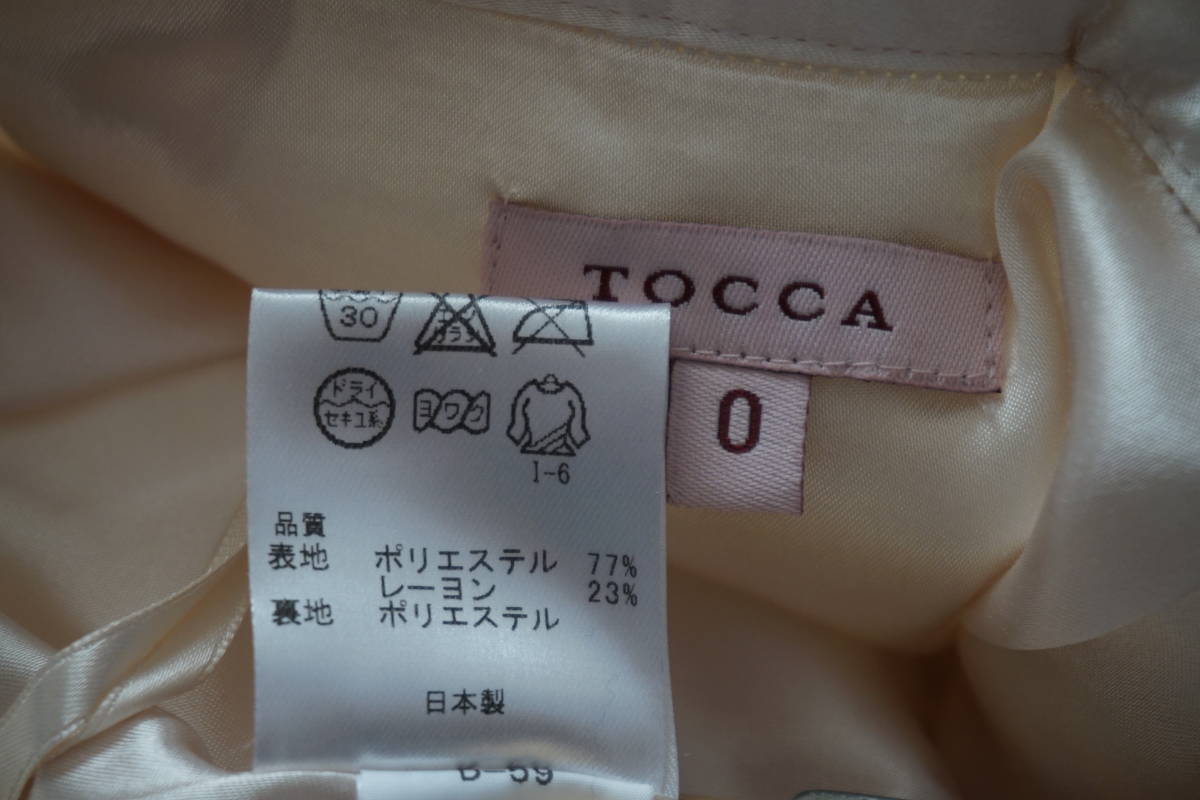 TOCCA
0
30
ドライ
セキユ系
ヨワク
I-6
品質
表地 ポリエステル 77%
レーヨン 23%
裏地 ポリエステル
日本製
B-59